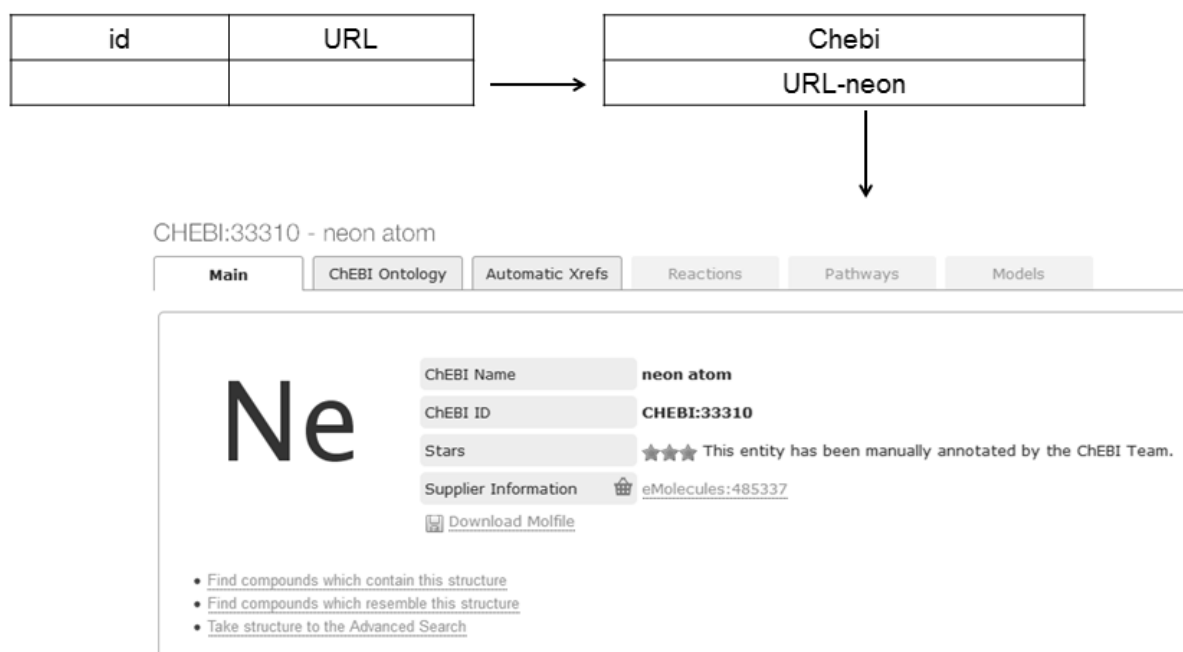 id URL Chebi
URL-neon
CHEBI:33310 - neon atom
Main ChEBI Ontology Automatic Xrefs Reactions Pathways Models
Ne
ChEBI Name neon atom
ChEBI ID CHEBI:33310
Stars This entity has been manually annotated by the ChEBI Team.
Supplier Information eMolecules:485337
Download Molfile
• Find compounds which contain this structure
• Find compounds which resemble this structure
• Take structure to the Advanced Search